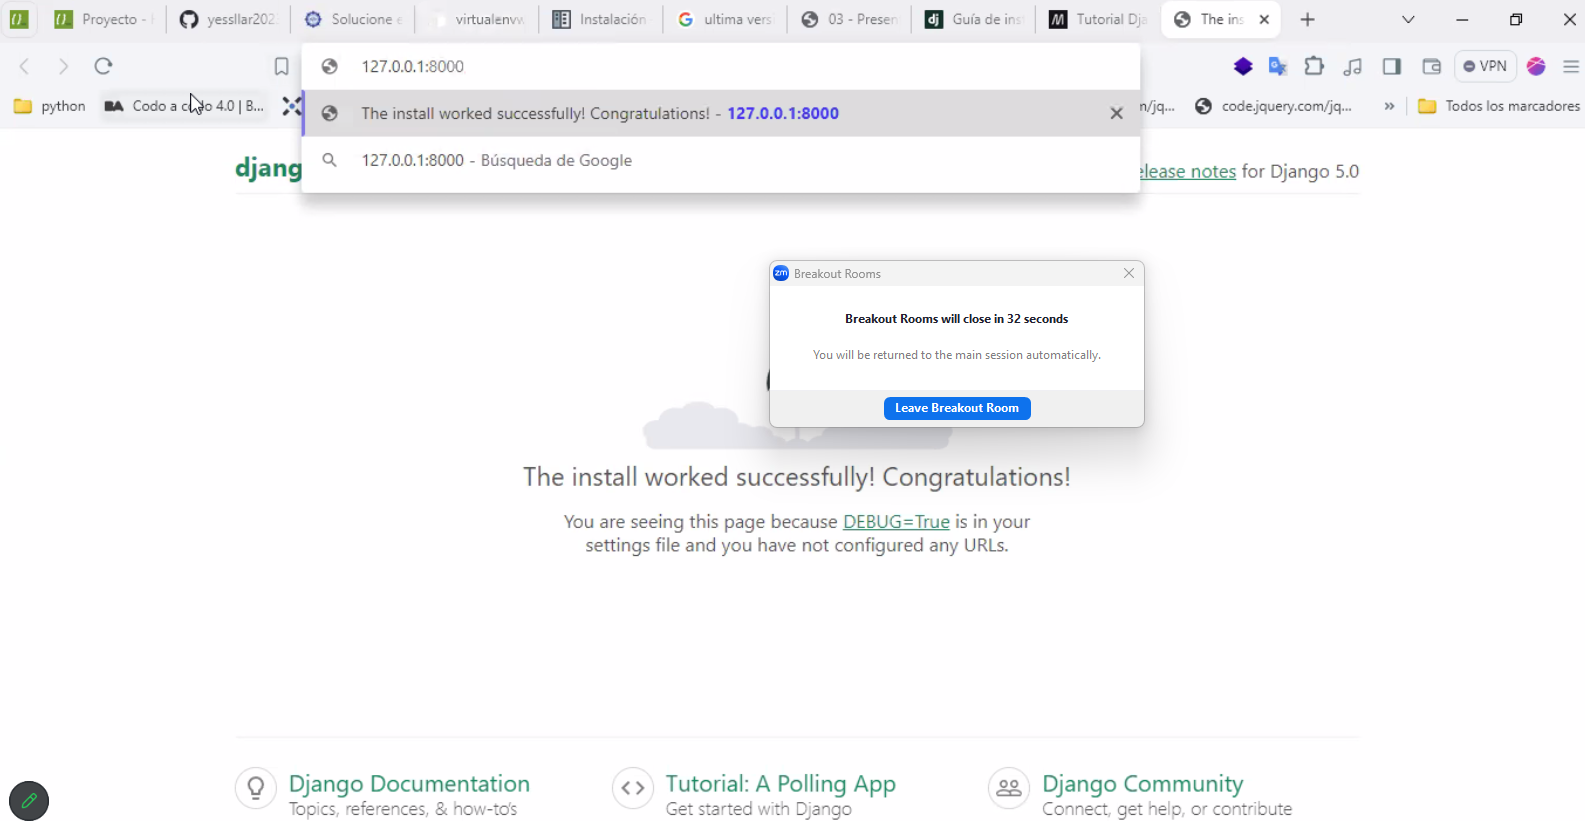 Proyecto -
yessllar202
Solucione
virtualenvw
Instalación
ultima vers
03 - Presen
dj
Guía de ins
Tutorial Dja
The ins
127.0.0.1:8000
VPN
python
BA
Codo a codo 4.0 | B...
The install worked successfully! Congratulations! - 127.0.0.1:8000
n/jq...
code.jquery.com/jq...
»
Todos los marcadores
127.0.0.1:8000 - Búsqueda de Google
djang
elease notes for Django 5.0
zm Breakout Rooms
Breakout Rooms will close in 32 seconds
You will be returned to the main session automatically.
Leave Breakout Room
The install worked successfully! Congratulations!
You are seeing this page because DEBUG=True is in your
settings file and you have not configured any URLs.
Django Documentation
Topics, references, & how-to's
Tutorial: A Polling App
Get started with Django
Django Community
Connect, get help, or contribute